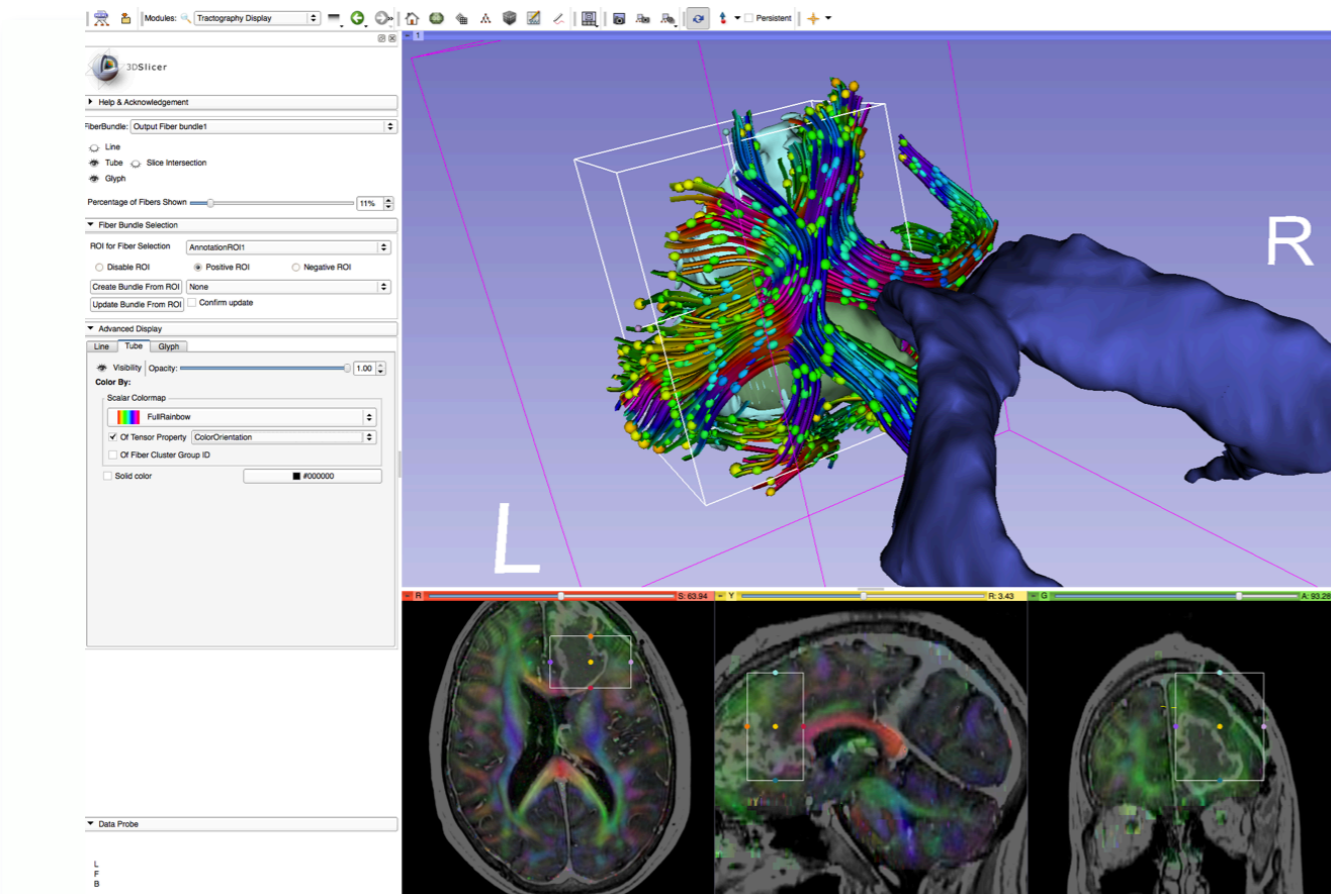 Modules: Tractography Display Persistent
3DSlicer
Help & Acknowledgement
FiberBundle: Output Fiber bundle1
Line
Tube Slice Intersection
Glyph
Percentage of Fibers Shown 11%
Fiber Bundle Selection
ROI for Fiber Selection AnnotationROI1
Disable ROI Positive ROI Negative ROI
Create Bundle From ROI None
Update Bundle From ROI Confirm update
Advanced Display
Line Tube Glyph
Visibility Opacity: 1.00
Color By:
Scalar Colormap
FullRainbow
Of Tensor Property ColorOrientation
Of Fiber Cluster Group ID
Solid color #000000
Data Probe
L
F
B
1
R
L
R S: 63.94 Y R: 3.43 G A: 93.28